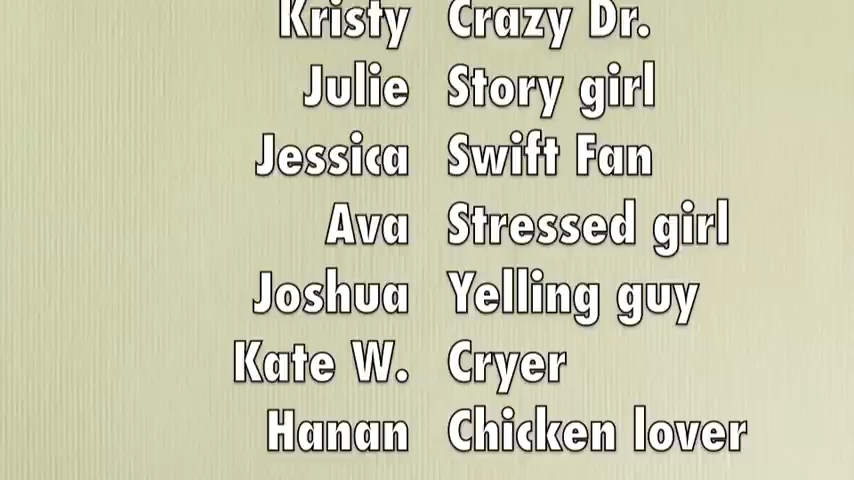 Kristy Crazy Dr.
Julie Story girl
Jessica Swift Fan
Ava Stressed girl
Joshua Yelling guy
Kate W. Cryer
Hanan Chicken lover